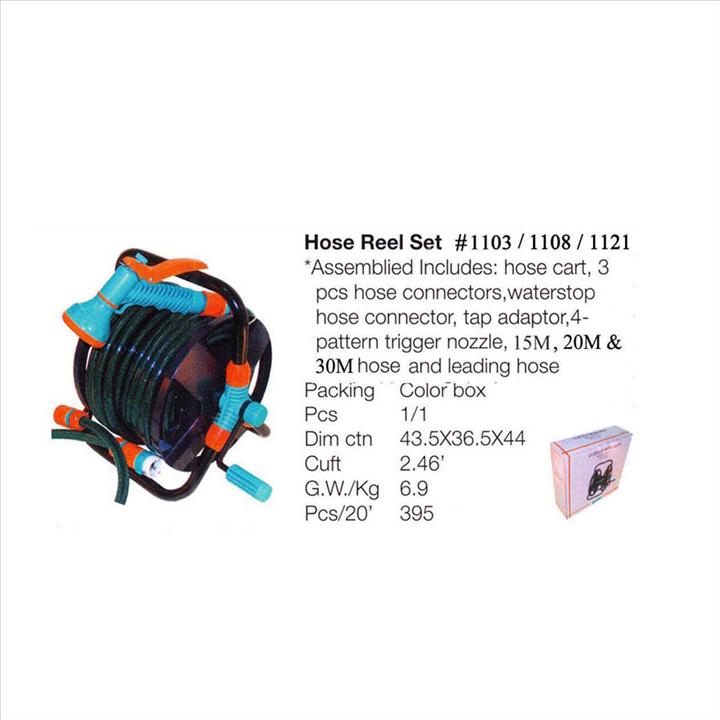 Hose Reel Set #1103 / 1108 / 1121
*Assemblied Includes: hose cart, 3
pcs hose connectors,waterstop
hose connector, tap adaptor,4-
pattern trigger nozzle, 15M, 20M &
30M hose and leading hose
Packing Color box
Pcs 1/1
Dim ctn 43.5X36.5X44
Cuft 2.46'
G.W./Kg 6.9
Pcs/20' 395